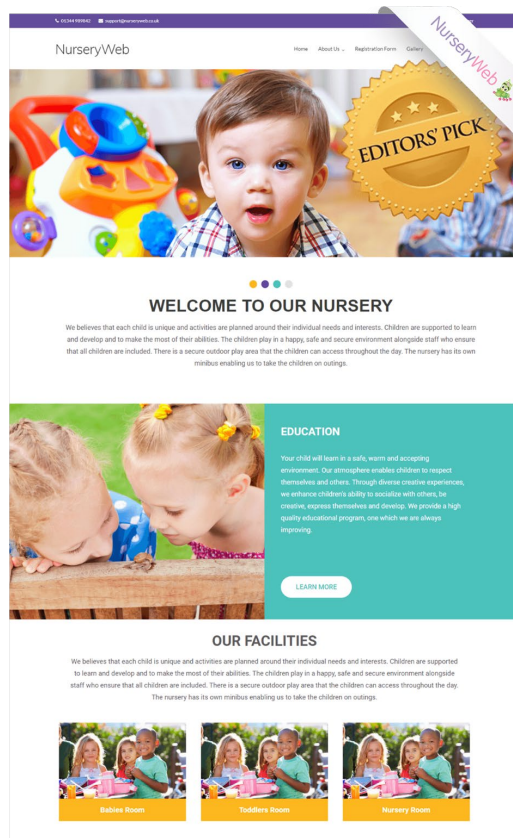 01344 989842 support@nurseryweb.co.uk
NurseryWeb
NurseryWeb
Home About Us Registration Form Gallery
EDITORS' PICK
WELCOME TO OUR NURSERY
We believes that each child is unique and activities are planned around their individual needs and interests. Children are supported to learn
and develop and to make the most of their abilities. The children play in a happy, safe and secure environment alongside staff who ensure
that all children are included. There is a secure outdoor play area that the children can access throughout the day. The nursery has its own
minibus enabling us to take the children on outings.
EDUCATION
Your child will learn in a safe, warm and accepting
environment. Our atmosphere enables children to respect
themselves and others. Through diverse creative experiences,
we enhance children's ability to socialize with others, be
creative, express themselves and develop. We provide a high
quality educational program, one which we are always
improving.
LEARN MORE
OUR FACILITIES
We believes that each child is unique and activities are planned around their individual needs and interests. Children are supported
to learn and develop and to make the most of their abilities. The children play in a happy, safe and secure environment alongside
staff who ensure that all children are included. There is a secure outdoor play area that the children can access throughout the day.
The nursery has its own minibus enabling us to take the children on outings.
Babies Room Toddlers Room Nursery Room